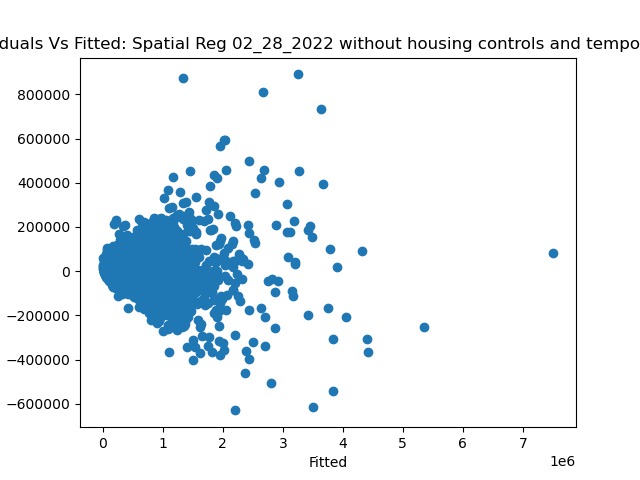 duals Vs Fitted: Spatial Reg 02_28_2022 without housing controls and tempo
800000
600000
400000
200000
0
−200000
−400000
−600000
0 1 2 3 4 5 6 7
1e6
Fitted